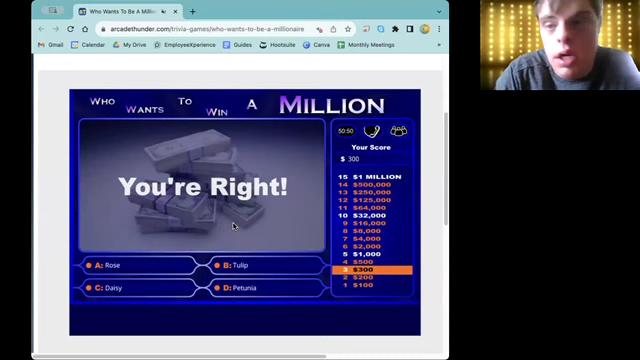 Who Wants To Be A Million
arcadethunder.com/trivia-games/who-wants-to-be-a-millionaire
Gmail Calendar My Drive EmployeeXperience Guides Hootsuite Canva Monthly Meetings
WHO WANTS TO WIN A MILLION
50:50
Your Score
$ 300
You're Right!
15 $1 MILLION
14 $500,000
13 $250,000
12 $125,000
11 $64,000
10 $32,000
9 $16,000
8 $8,000
7 $4,000
6 $2,000
5 $1,000
4 $500
3 $300
2 $200
1 $100
A: Rose
B: Tulip
C: Daisy
D: Petunia